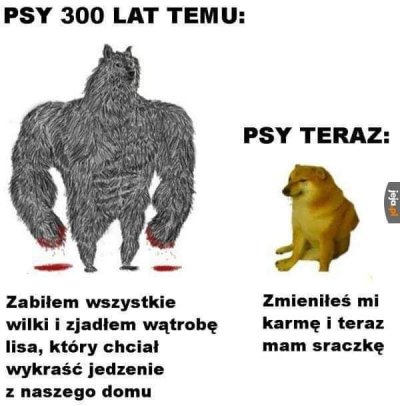 PSY 300 LAT TEMU:
PSY TERAZ:
jeja.pl
Zabiłem wszystkie
wilki i zjadłem wątrobę
lisa, który chciał
wykraść jedzenie
z naszego domu
Zmieniłeś mi
karmę i teraz
mam sraczkę